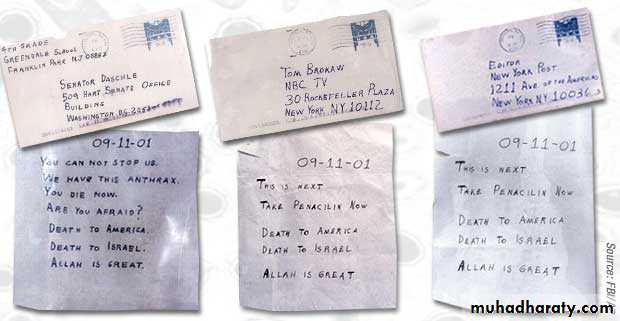 4TH GRADE
GREENDALE SCHOOL
FRANKLIN PARK NJ 08852
SENATOR DASCHLE
509 HART SENATE OFFICE
BUILDING
WASHINGTON D.C.
TOM BROKAW
NBC TV
30 ROCKEFELLER PLAZA
NEW YORK NY 10112
EDITOR
NEW YORK POST
1211 AVE. OF THE AMERICAS
NEW YORK NY 10036
09-11-01
YOU CAN NOT STOP US.
WE HAVE THIS ANTHRAX.
YOU DIE NOW.
ARE YOU AFRAID?
DEATH TO AMERICA.
DEATH TO ISRAEL.
ALLAH IS GREAT.
09-11-01
THIS IS NEXT
TAKE PENACILIN NOW
DEATH TO AMERICA
DEATH TO ISRAEL
ALLAH IS GREAT
09-11-01
THIS IS NEXT
TAKE PENACILIN NOW
DEATH TO AMERICA
DEATH TO ISRAEL
ALLAH IS GREAT
Source: FBI/
muhadharaty.com